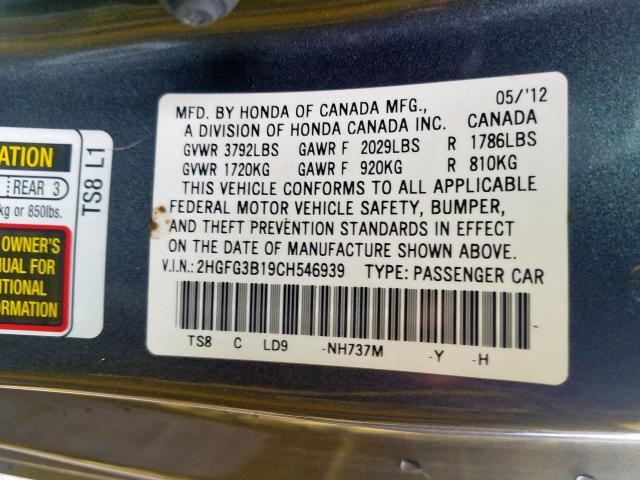 05/'12
MFD. BY HONDA OF CANADA MFG., CANADA
A DIVISION OF HONDA CANADA INC.
GVWR 3792LBS GAWR F 2029LBS R 1786LBS
GVWR 1720KG GAWR F 920KG R 810KG
THIS VEHICLE CONFORMS TO ALL APPLICABLE
FEDERAL MOTOR VEHICLE SAFETY, BUMPER,
AND THEFT PREVENTION STANDARDS IN EFFECT
ON THE DATE OF MANUFACTURE SHOWN ABOVE.
V.I.N.: 2HGFG3B19CH546939 TYPE: PASSENGER CAR
TS8 C LD9 -NH737M -Y -H
ATION
REAR 3
kg or 850lbs.
OWNER'S
UAL FOR
ITIONAL
ORMATION
TS8 L1